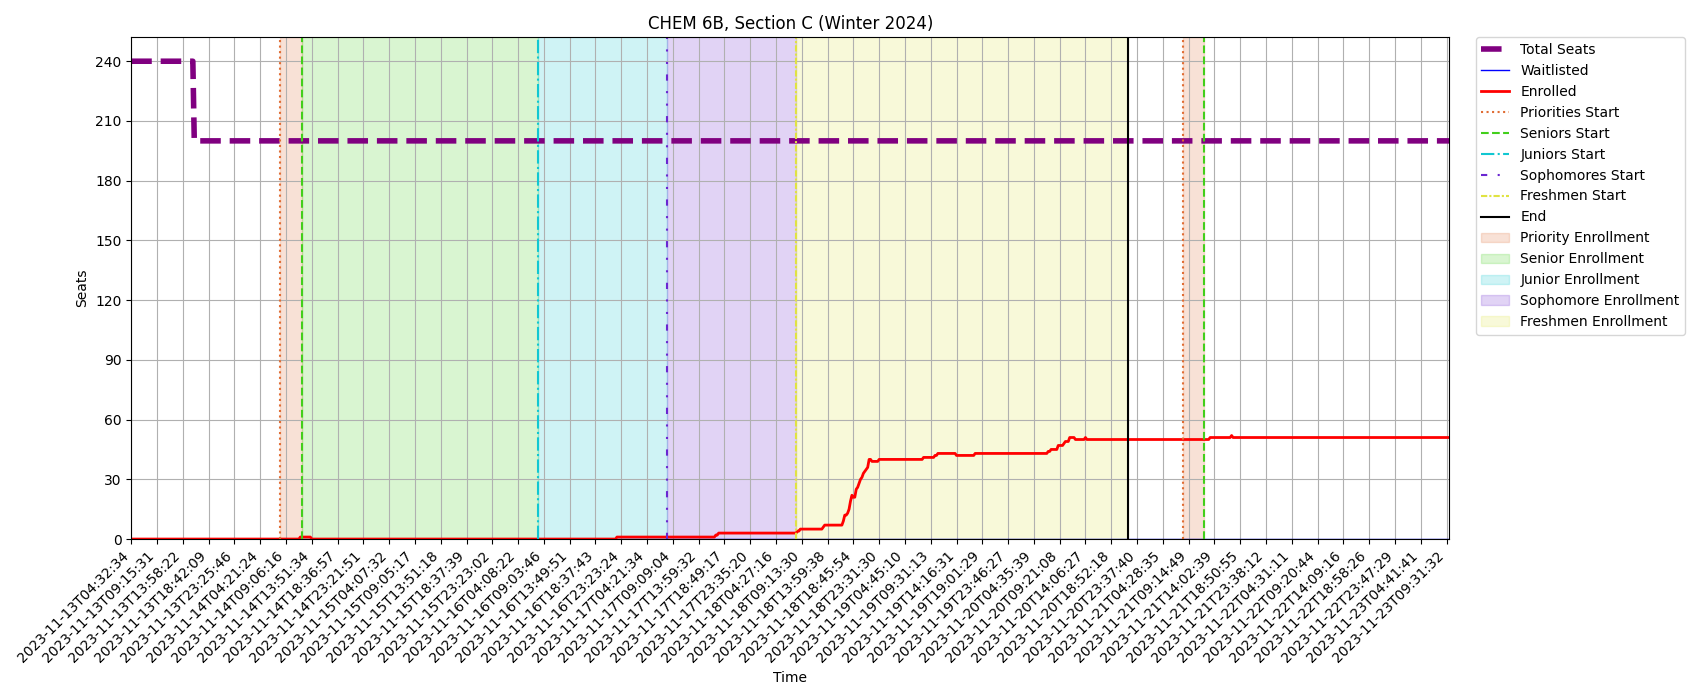 CHEM 6B, Section C (Winter 2024)
Seats
240
210
180
150
120
90
60
30
0
2023-11-13T04:32:34
2023-11-13T09:15:31
2023-11-13T13:58:22
2023-11-13T18:42:09
2023-11-13T23:25:46
2023-11-14T04:21:24
2023-11-14T09:06:16
2023-11-14T13:51:34
2023-11-14T18:36:57
2023-11-14T23:21:51
2023-11-15T04:07:32
2023-11-15T09:05:17
2023-11-15T13:51:18
2023-11-15T18:37:39
2023-11-15T23:23:02
2023-11-16T04:08:22
2023-11-16T09:03:46
2023-11-16T13:49:51
2023-11-16T18:37:43
2023-11-16T23:23:24
2023-11-17T04:21:34
2023-11-17T09:09:04
2023-11-17T13:59:32
2023-11-17T18:49:17
2023-11-17T23:35:20
2023-11-18T04:27:16
2023-11-18T09:13:30
2023-11-18T13:59:38
2023-11-18T18:45:54
2023-11-18T23:31:30
2023-11-19T04:45:10
2023-11-19T09:31:13
2023-11-19T14:16:31
2023-11-19T19:01:29
2023-11-19T23:46:27
2023-11-20T04:35:39
2023-11-20T09:21:08
2023-11-20T14:06:27
2023-11-20T18:52:18
2023-11-20T23:37:40
2023-11-21T04:28:35
2023-11-21T09:14:49
2023-11-21T14:02:39
2023-11-21T18:50:55
2023-11-21T23:38:12
2023-11-22T04:31:11
2023-11-22T09:20:44
2023-11-22T14:09:16
2023-11-22T18:58:26
2023-11-22T23:47:29
2023-11-23T04:41:41
2023-11-23T09:31:32
Time
Total Seats
Waitlisted
Enrolled
Priorities Start
Seniors Start
Juniors Start
Sophomores Start
Freshmen Start
End
Priority Enrollment
Senior Enrollment
Junior Enrollment
Sophomore Enrollment
Freshmen Enrollment